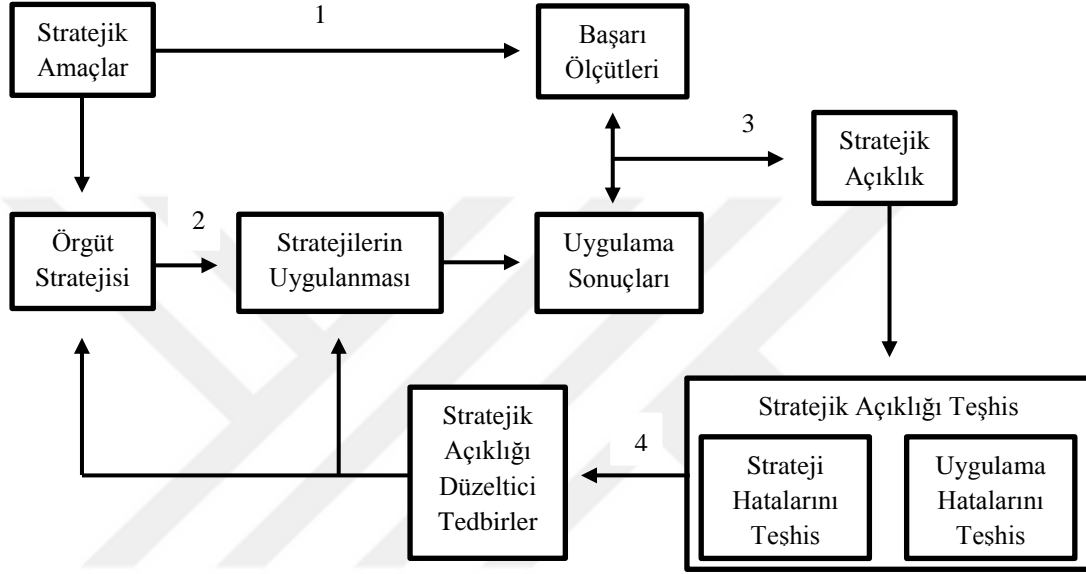 1
Stratejik
Amaçlar
Başarı
Ölçütleri
3
Stratejik
Açıklık
2
Örgüt
Stratejisi
Stratejilerin
Uygulanması
Uygulama
Sonuçları
Stratejik Açıklığı Teşhis
Strateji
Hatalarını
Teşhis
Uygulama
Hatalarını
Teşhis
4
Stratejik
Açıklığı
Düzeltici
Tedbirler